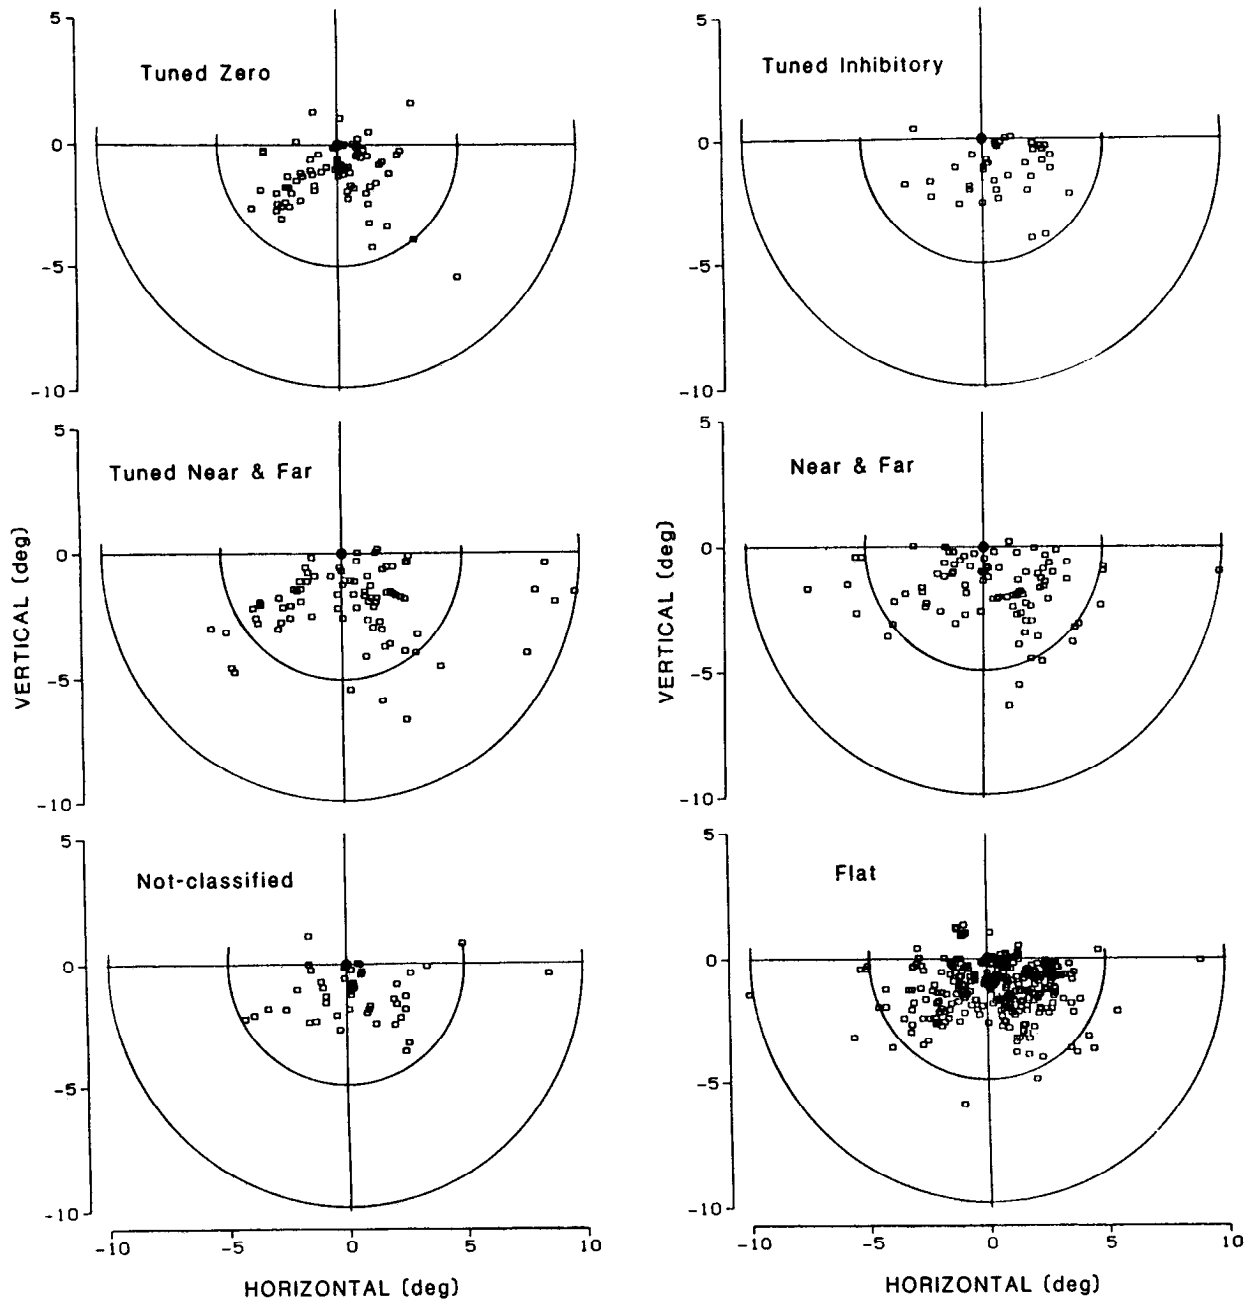 5
Tuned Zero
0
-5
-10
5
Tuned Inhibitory
0
-5
-10
5
Tuned Near & Far
0
-5
-10
VERTICAL (deg)
5
Near & Far
0
-5
-10
VERTICAL (deg)
5
Not-classified
0
-5
-10
-10 -5 0 5 10
HORIZONTAL (deg)
5
Flat
0
-5
-10
-10 -5 0 5 10
HORIZONTAL (deg)